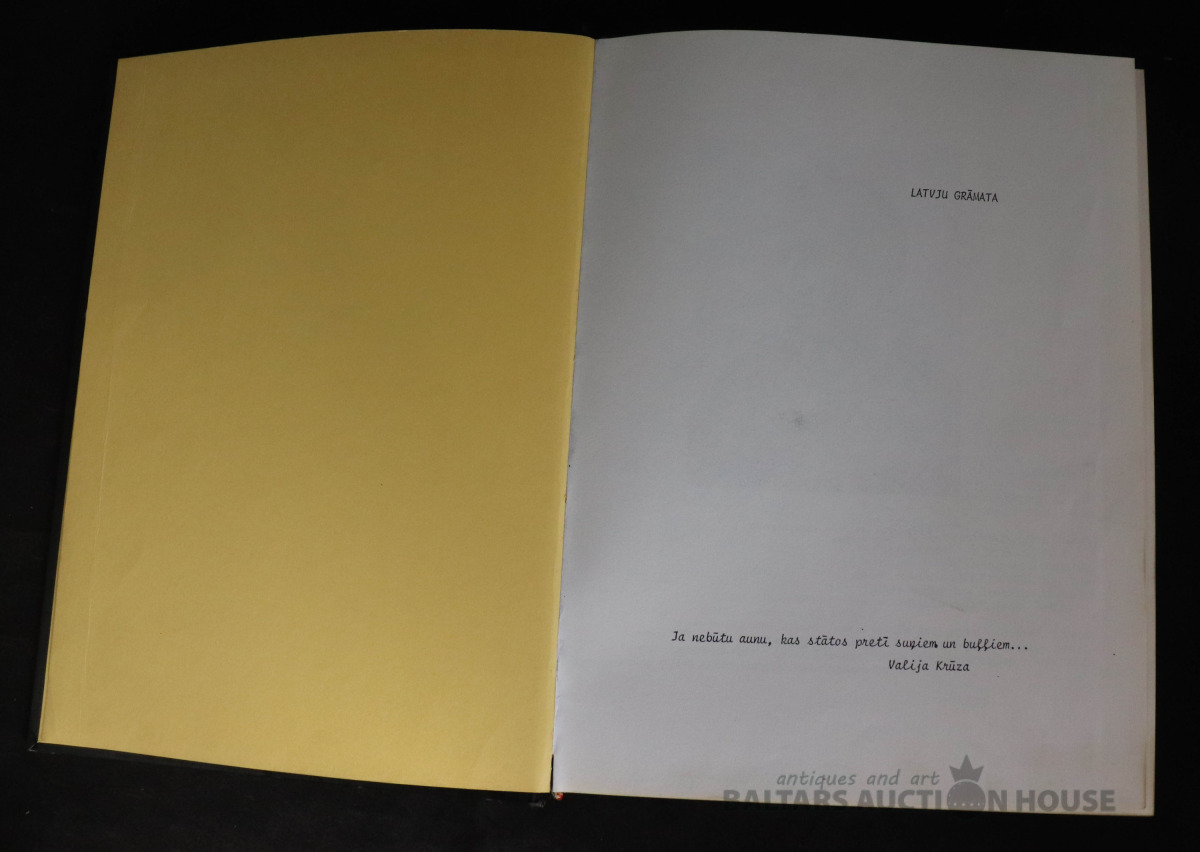 LATVJU GRĀMATA
Ja nebūtu aunu, kas stātos pretī suņiem un buļļiem...
Valija Krūza
antiques and art
BALTARS AUCTION HOUSE